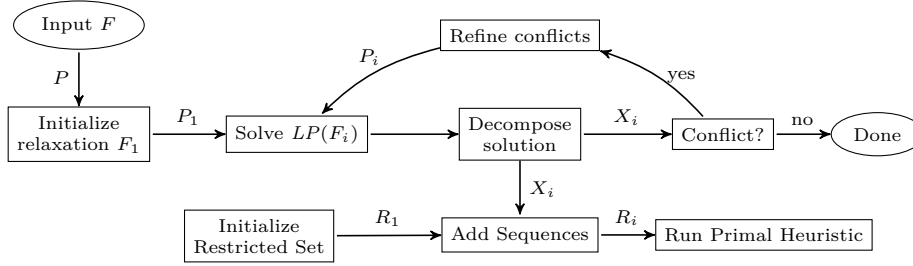 Input F
Refine conflicts
P
P_i
yes
Initialize
relaxation F_1
P_1
Solve LP(F_i)
Decompose
solution
X_i
Conflict?
no
Done
X_i
Initialize
Restricted Set
R_1
Add Sequences
R_i
Run Primal Heuristic